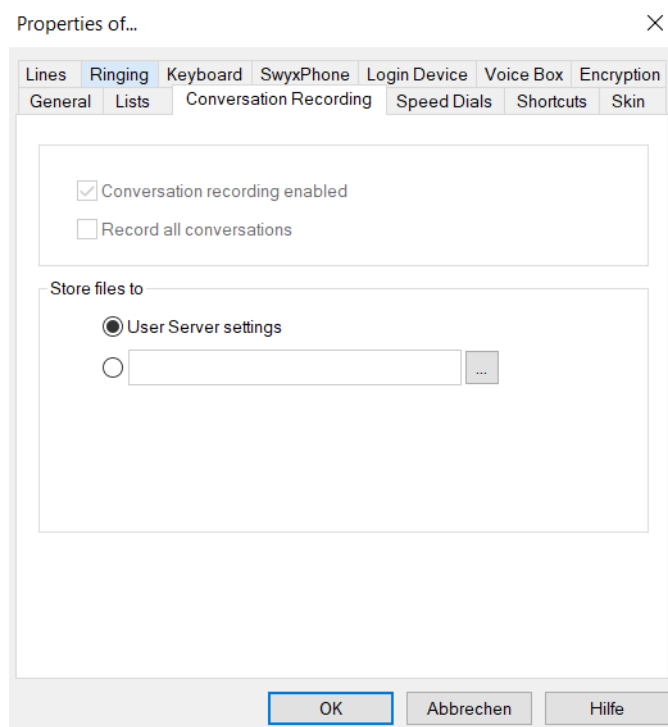 Properties of...
Lines Ringing Keyboard SwyxPhone Login Device Voice Box Encryption
General Lists Conversation Recording Speed Dials Shortcuts Skin
Conversation recording enabled
Record all conversations
Store files to
User Server settings
...
OK Abbrechen Hilfe